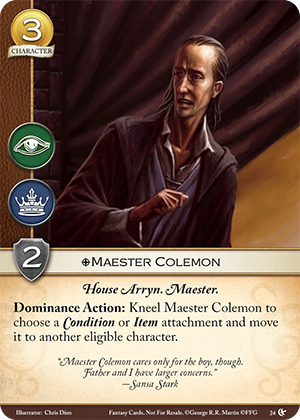 3
CHARACTER
2
Maester Colemon
House Arryn. Maester.
Dominance Action: Kneel Maester Colemon to
choose a Condition or Item attachment and move
it to another eligible character.
“Maester Colemon cares only for the boy, though.
Father and I have larger concerns.”
—Sansa Stark
Illustrator: Chris Dien
Fantasy Cards. Not For Resale. ©George R.R. Martin ©FFG
24